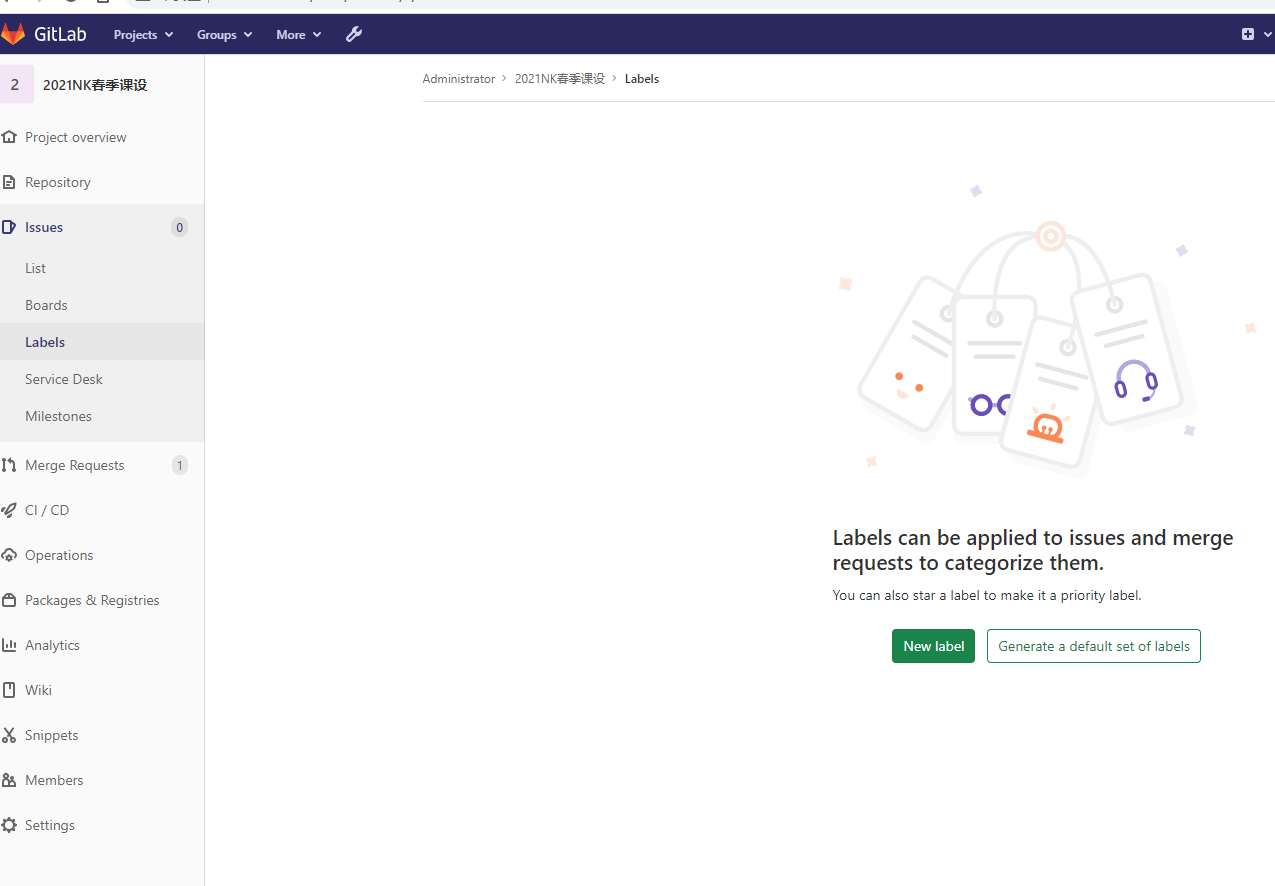 GitLab Projects Groups More
2 2021NK春季课设
Administrator > 2021NK春季课设 > Labels
Project overview
Repository
Issues 0
List
Boards
Labels
Service Desk
Milestones
Merge Requests 1
CI / CD
Operations
Packages & Registries
Analytics
Wiki
Snippets
Members
Settings
Labels can be applied to issues and merge
requests to categorize them.
You can also star a label to make it a priority label.
New label Generate a default set of labels